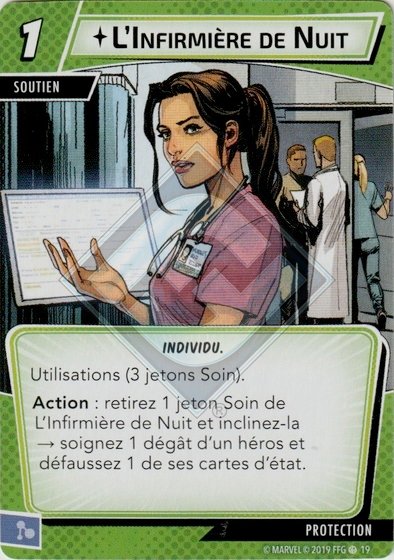 1
L'INFIRMIÈRE DE NUIT
SOUTIEN
INDIVIDU.
Utilisations (3 jetons Soin).
Action : retirez 1 jeton Soin de
L'Infirmière de Nuit et inclinez-la
→ soignez 1 dégât d'un héros et
défaussez 1 de ses cartes d'état.
PROTECTION
© MARVEL © 2019 FFG 19